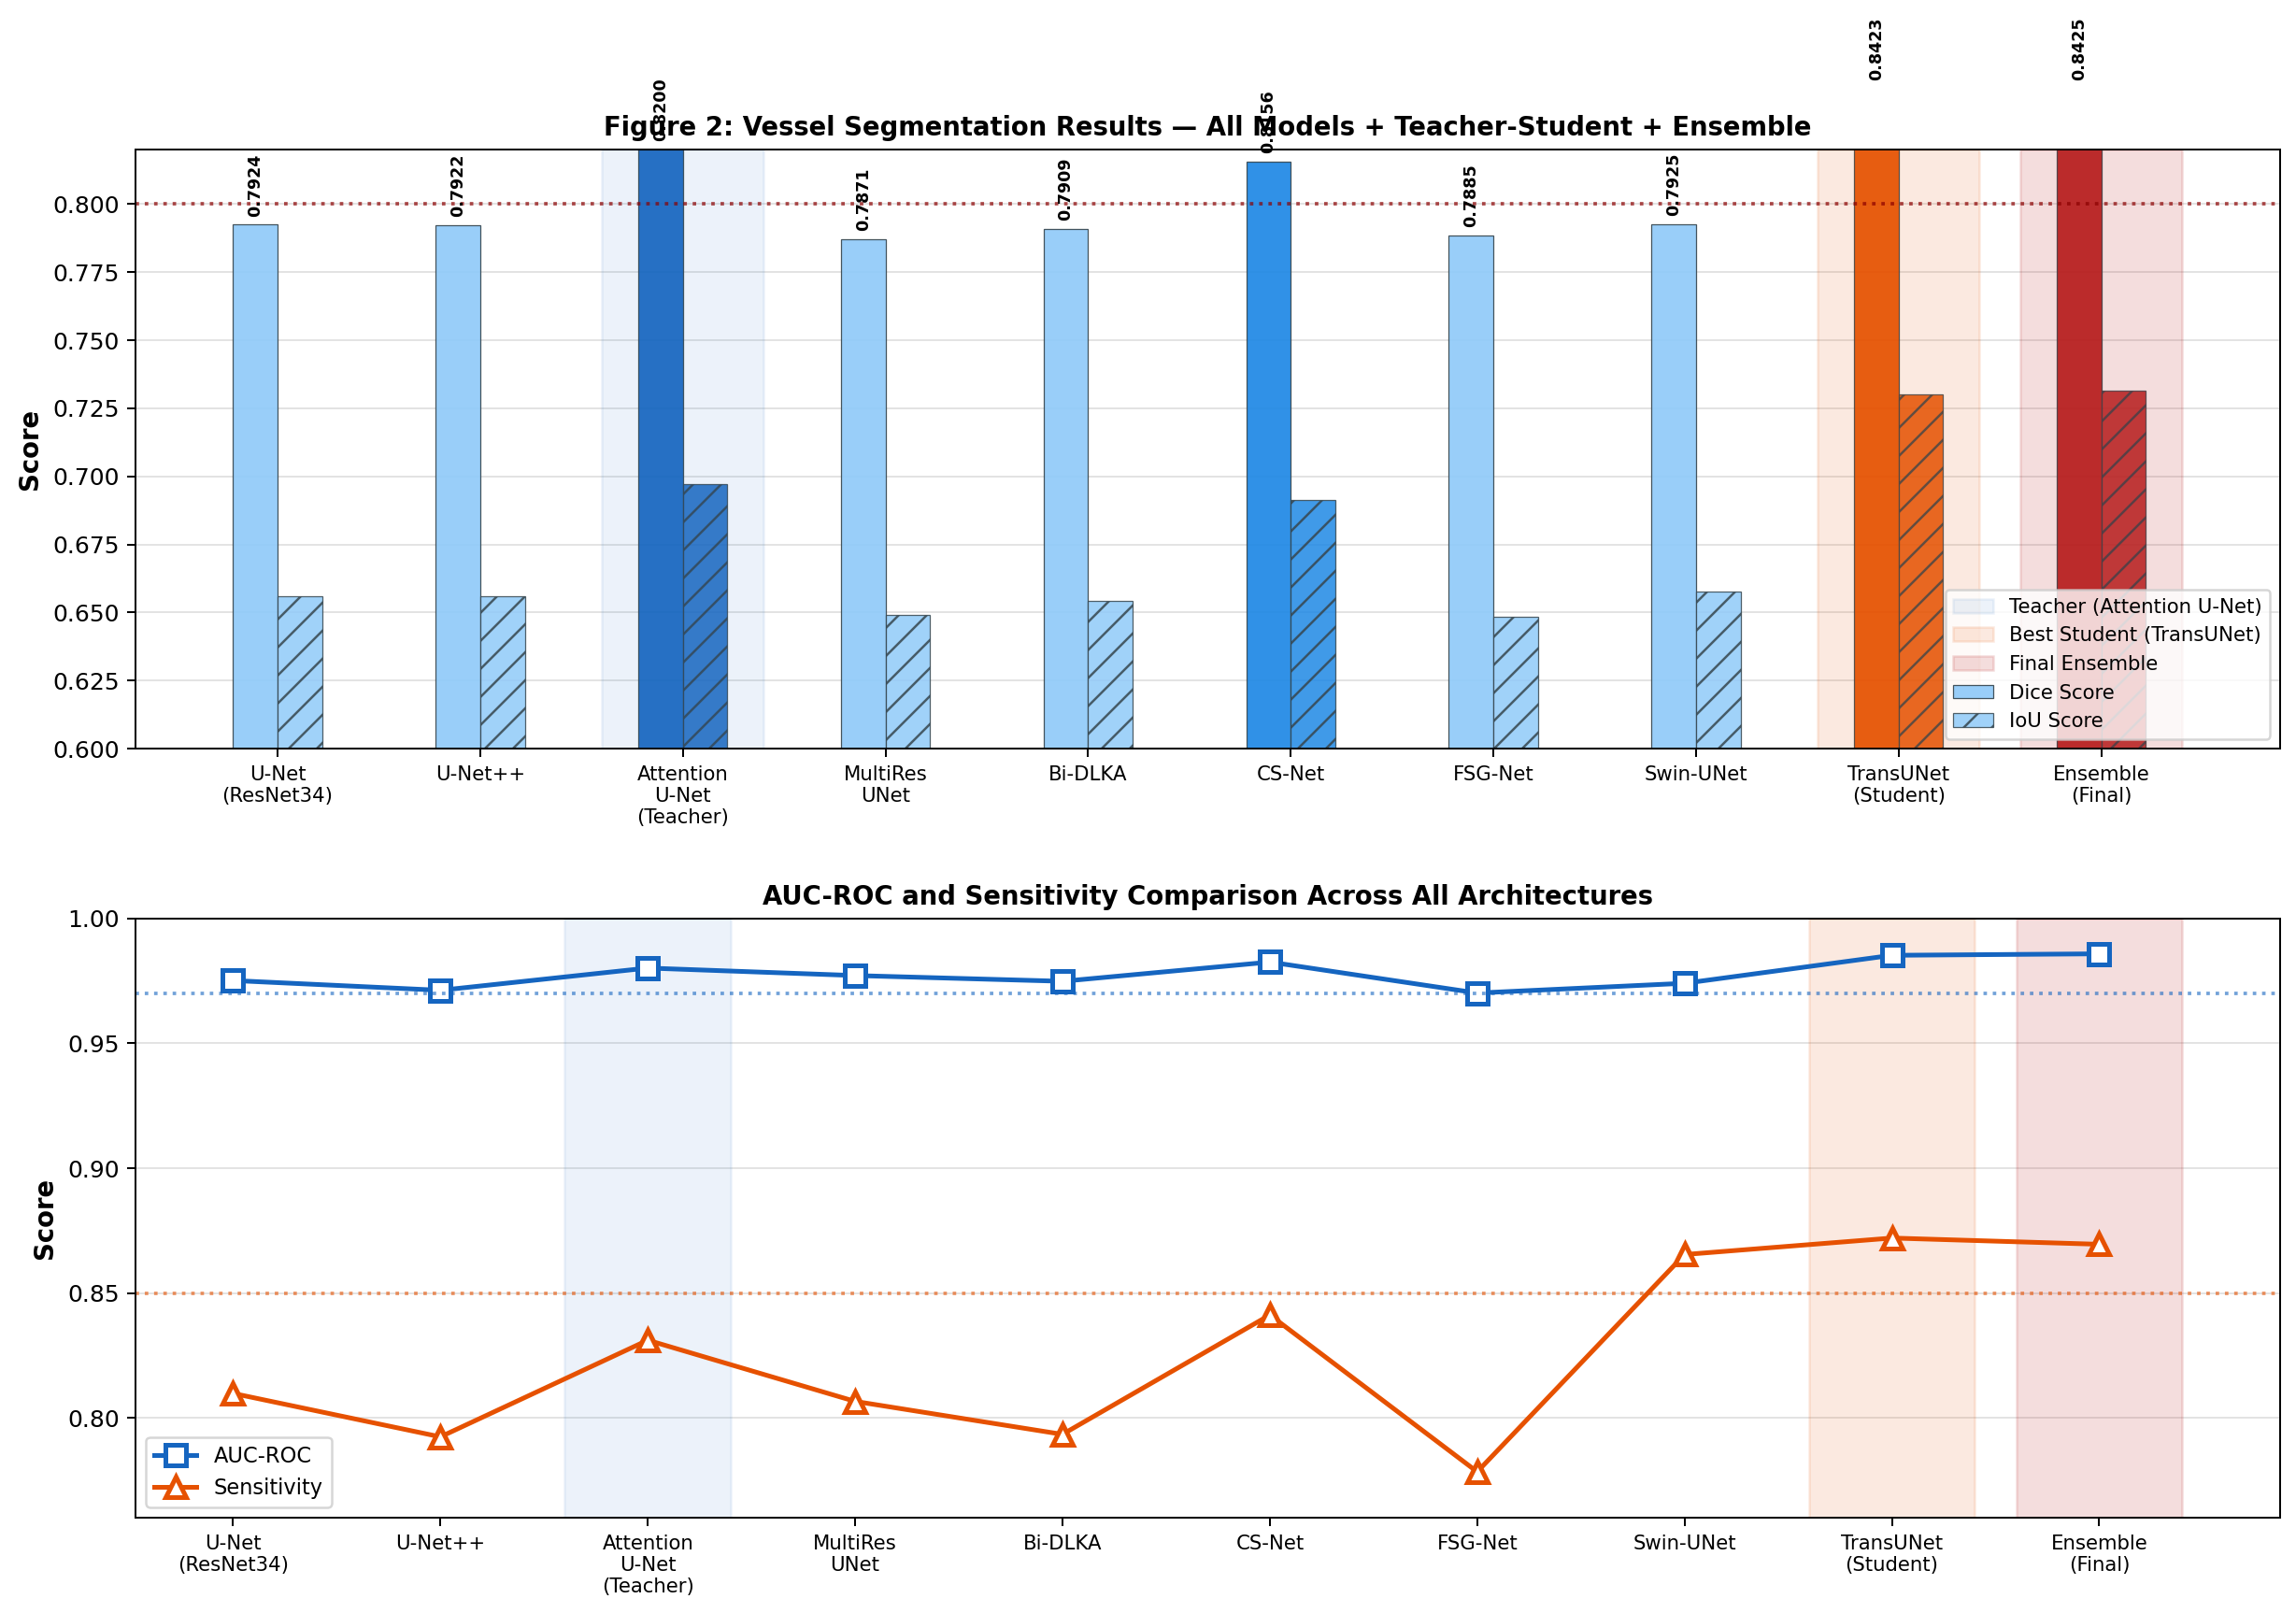 0.8423
0.8425
0.8200
0.8156
Figure 2: Vessel Segmentation Results — All Models + Teacher-Student + Ensemble
0.7924
0.7922
0.7871
0.7909
0.7885
0.7925
Score
0.800
0.775
0.750
0.725
0.700
0.675
0.650
0.625
0.600
Teacher (Attention U-Net)
Best Student (TransUNet)
Final Ensemble
Dice Score
IoU Score
U-Net
(ResNet34)
U-Net++
Attention
U-Net
(Teacher)
MultiRes
UNet
Bi-DLKA
CS-Net
FSG-Net
Swin-UNet
TransUNet
(Student)
Ensemble
(Final)
AUC-ROC and Sensitivity Comparison Across All Architectures
Score
1.00
0.95
0.90
0.85
0.80
AUC-ROC
Sensitivity
U-Net
(ResNet34)
U-Net++
Attention
U-Net
(Teacher)
MultiRes
UNet
Bi-DLKA
CS-Net
FSG-Net
Swin-UNet
TransUNet
(Student)
Ensemble
(Final)